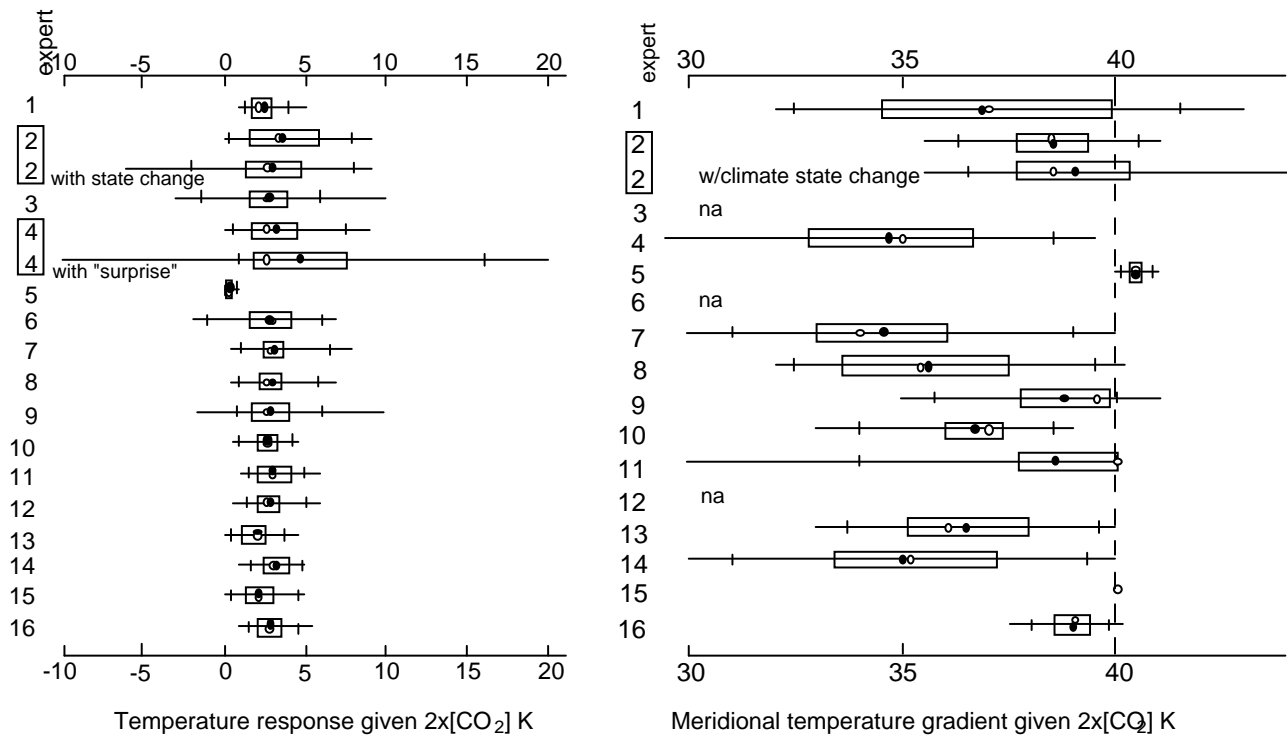 expert
-10 -5 0 5 10 15 20
1
2
2 with state change
3
4
4 with "surprise"
5
6
7
8
9
10
11
12
13
14
15
16
-10 -5 0 5 10 15 20
Temperature response given 2x[CO2] K
expert
30 35 40
1
2
2 w/climate state change
3 na
4
5
6 na
7
8
9
10
11
12 na
13
14
15
16
30 35 40
Meridional temperature gradient given 2x[CO2] K